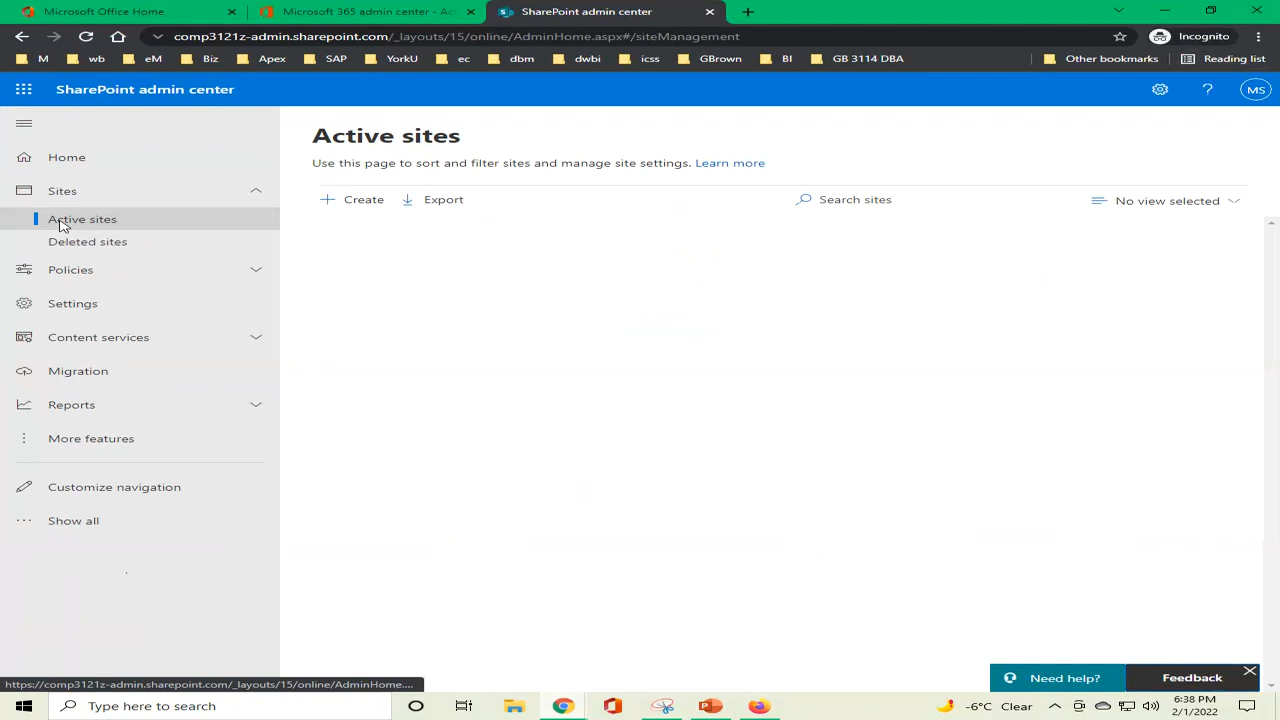 Microsoft Office Home
Microsoft 365 admin center - Ac
SharePoint admin center
comp3121z-admin.sharepoint.com/_layouts/15/online/AdminHome.aspx#/siteManagement
Incognito
M
wb
eM
Biz
Apex
SAP
YorkU
ec
dbm
dwbi
icss
GBrown
BI
GB 3114 DBA
Other bookmarks
Reading list
SharePoint admin center
?
MS
Home
Sites
Active sites
Deleted sites
Policies
Settings
Content services
Migration
Reports
More features
Customize navigation
Show all
Active sites
Use this page to sort and filter sites and manage site settings. Learn more
Create
Export
Search sites
No view selected
Need help?
Feedback
https://comp3121z-admin.sharepoint.com/_layouts/15/online/AdminHome....
Type here to search
-6°C Clear
6:38 PM
2/1/2022